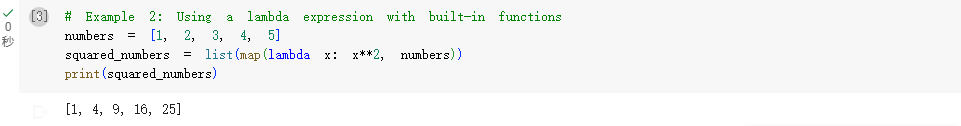 [3] # Example 2: Using a lambda expression with built-in functions
0 numbers = [1, 2, 3, 4, 5]
秒 squared_numbers = list(map(lambda x: x**2, numbers))
print(squared_numbers)
[1, 4, 9, 16, 25]